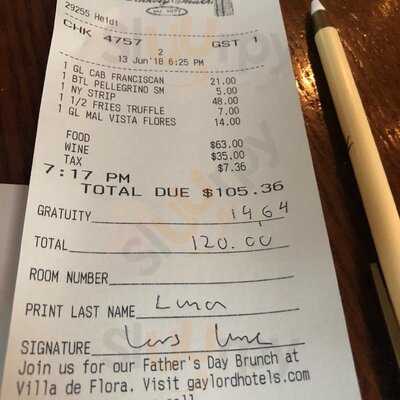 29255 Heidi
CHK 4757 GST 1
2
13 Jun'18 6:25 PM
1 GL CAB FRANCISCAN 21.00
1 BTL PELLEGRINO SM 5.00
1 NY STRIP 48.00
1 1/2 FRIES TRUFFLE 7.00
1 GL MAL VISTA FLORES 14.00
FOOD $63.00
WINE $35.00
TAX $7.36
7:17 PM
TOTAL DUE $105.36
GRATUITY 14 64
TOTAL 120.00
ROOM NUMBER
PRINT LAST NAME Luna
SIGNATURE
Join us for our Father's Day Brunch at
Villa de Flora. Visit gaylordhotels.com